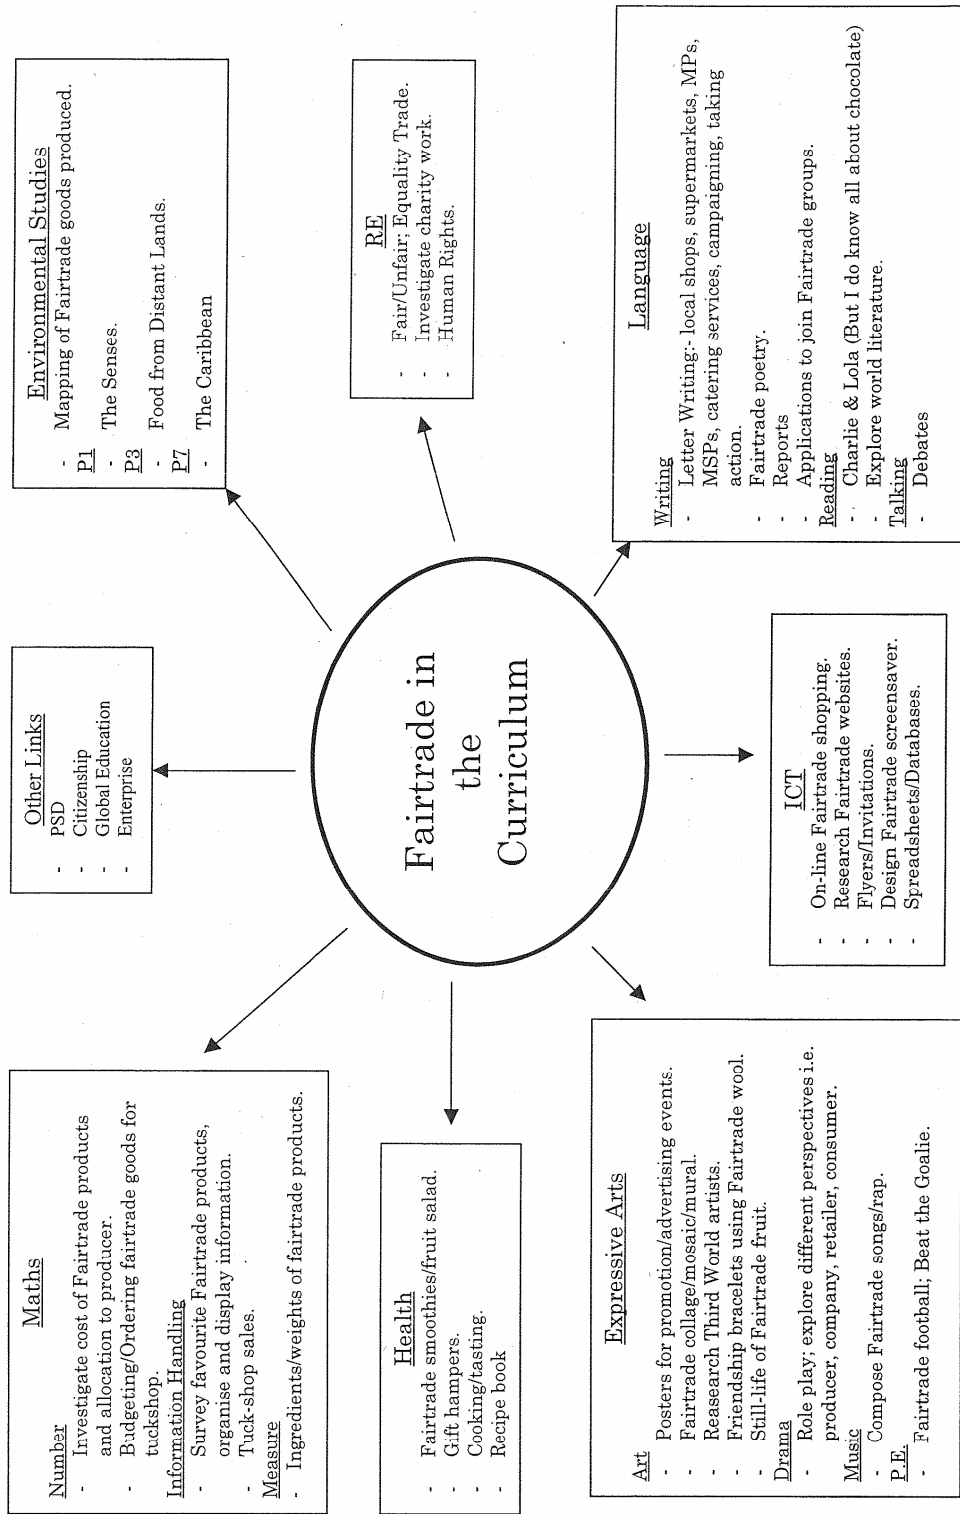 Maths
Number
- Investigate cost of Fairtrade products
and allocation to producer.
- Budgeting/Ordering fairtrade goods for
tuckshop.
Information Handling
- Survey favourite Fairtrade products,
organise and display information.
- Tuck-shop sales.
Measure
- Ingredients/weights of fairtrade products.
Other Links
- PSD
- Citizenship
- Global Education
- Enterprise
Environmental Studies
- Mapping of Fairtrade goods produced.
P1
- The Senses.
P3
- Food from Distant Lands.
P7
- The Caribbean
Health
- Fairtrade smoothies/fruit salad.
- Gift hampers.
- Cooking/tasting.
- Recipe book
Fairtrade in
the
Curriculum
RE
- Fair/Unfair; Equality Trade.
- Investigate charity work.
- Human Rights.
Expressive Arts
Art
- Posters for promotion/advertising events.
- Fairtrade collage/mosaic/mural.
- Reasearch Third World artists.
- Friendship bracelets using Fairtrade wool.
- Still-life of Fairtrade fruit.
Drama
- Role play; explore different perspectives i.e.
producer, company, retailer, consumer.
Music
- Compose Fairtrade songs/rap.
P.E.
- Fairtrade football; Beat the Goalie.
ICT
- On-line Fairtrade shopping.
- Research Fairtrade websites.
- Flyers/Invitations.
- Design Fairtrade screensaver.
- Spreadsheets/Databases.
Language
Writing
- Letter Writing:- local shops, supermarkets, MPs,
MSPs, catering services, campaigning, taking
action.
- Fairtrade poetry.
- Reports
- Applications to join Fairtrade groups.
Reading
- Charlie & Lola (But I do know all about chocolate)
- Explore world literature.
Talking
- Debates